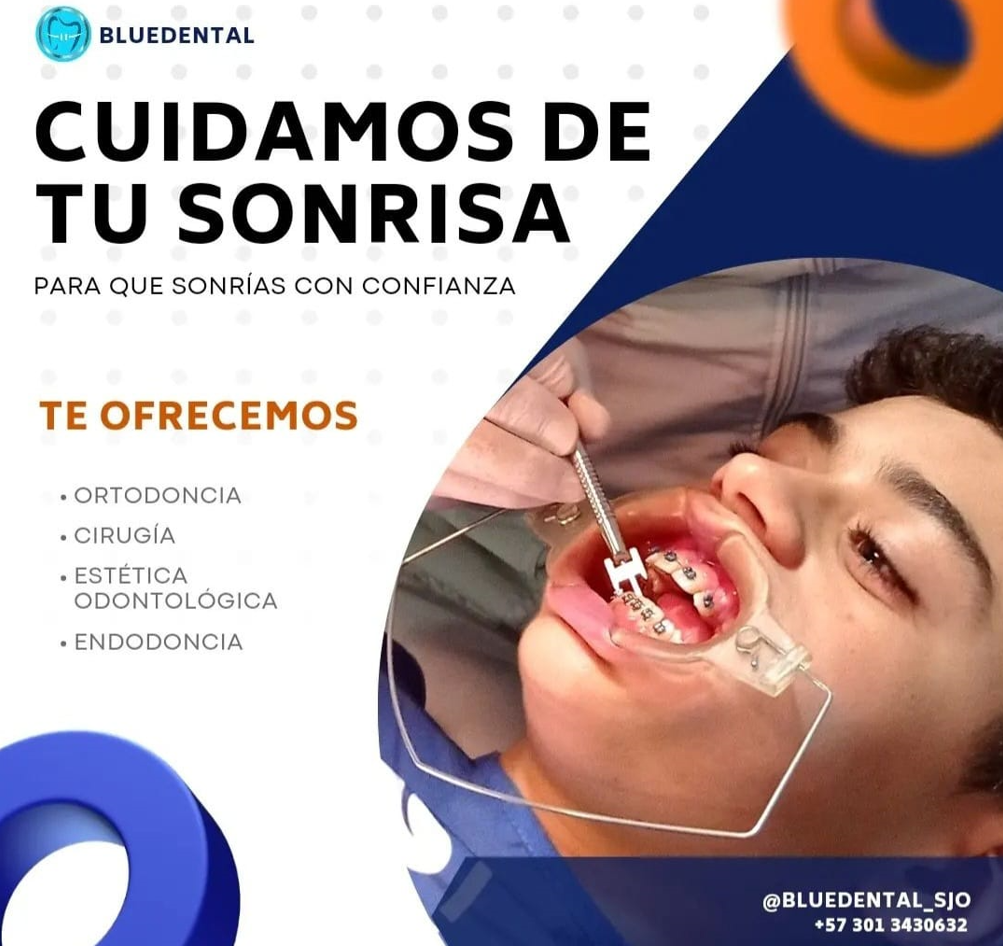 BLUEDENTAL
CUIDAMOS DE
TU SONRISA
PARA QUE SONRÍAS CON CONFIANZA
TE OFRECEMOS
• ORTODONCIA
• CIRUGÍA
• ESTÉTICA
ODONTOLÓGICA
• ENDODONCIA
@BLUEDENTAL_SJO
+57 301 3430632